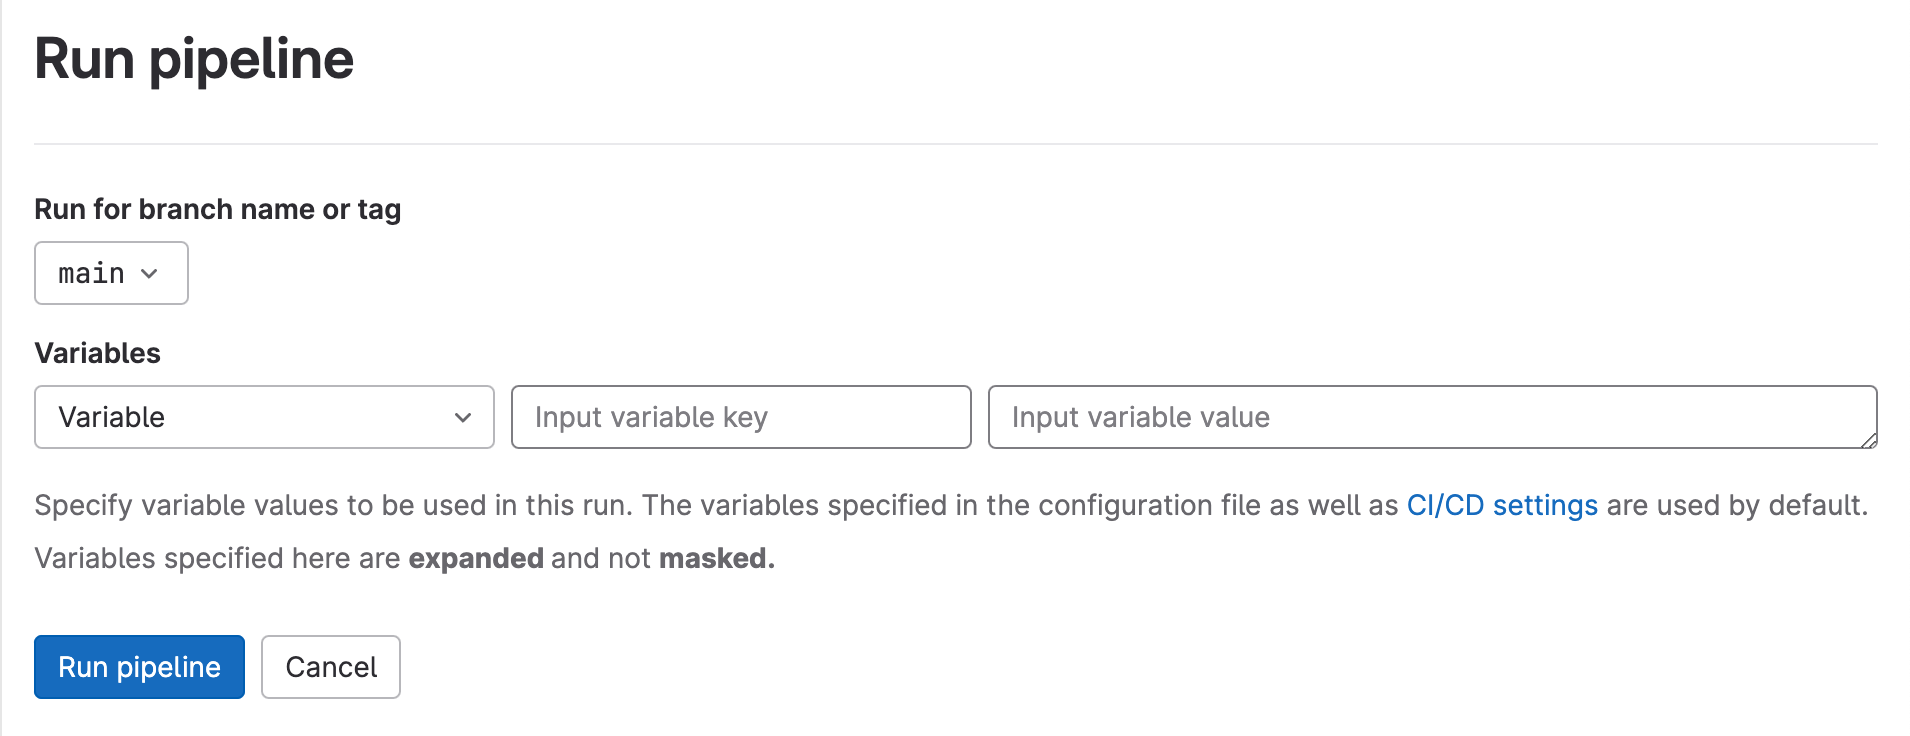 Run pipeline
Run for branch name or tag
main
Variables
Variable
Input variable key
Input variable value
Specify variable values to be used in this run. The variables specified in the configuration file as well as CI/CD settings are used by default.
Variables specified here are expanded and not masked.
Run pipeline
Cancel